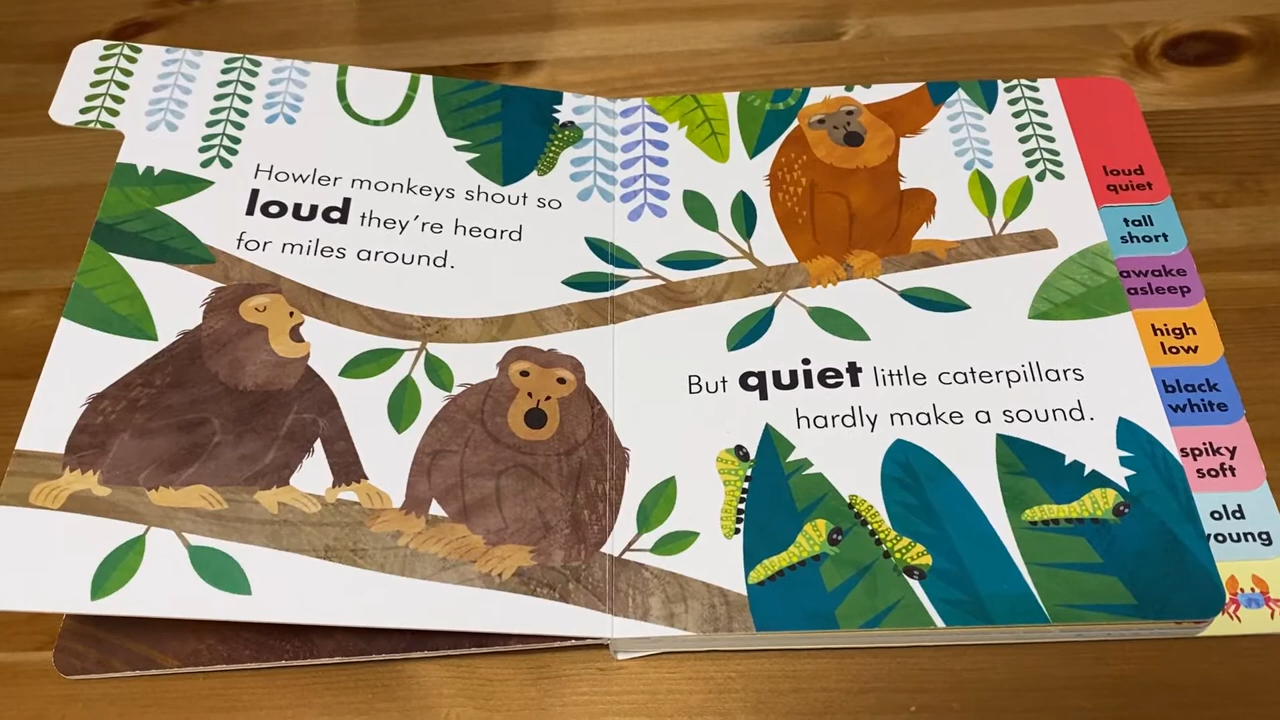 Howler monkeys shout so
loud they're heard
for miles around.
But quiet little caterpillars
hardly make a sound.
loud
quiet
tall
short
awake
asleep
high
low
black
white
spiky
soft
old
young